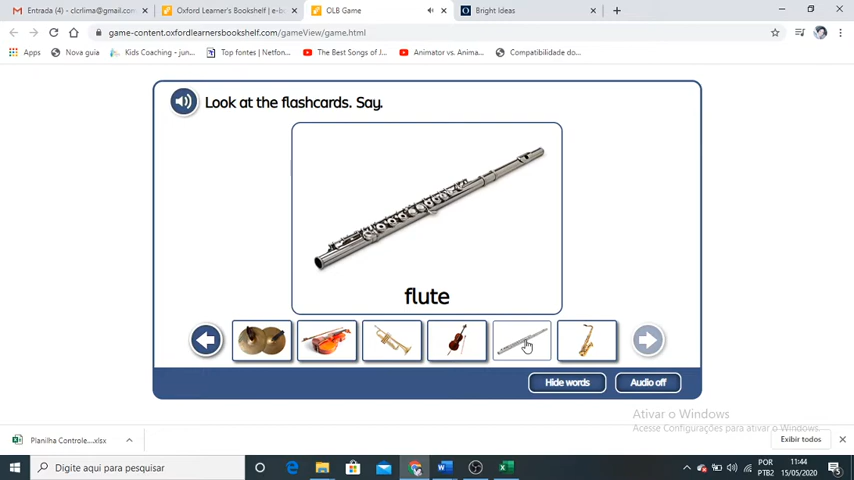 Entrada (4) - clcrlima@gmail.com
Oxford Learner's Bookshelf | e-b
OLB Game
Bright Ideas
game-content.oxfordlearnersbookshelf.com/gameView/game.html
Apps
Nova guia
Kids Coaching - jun...
Top fontes | Netfon...
The Best Songs of J...
Animator vs. Anima...
Compatibilidade do...
Look at the flashcards. Say.
flute
Hide words
Audio off
Ativar o Windows
Acesse Configurações para ativar o Windows.
Planilha Controle....xlsx
Exibir todos
Digite aqui para pesquisar
POR
PTB2
11:44
15/05/2020
5